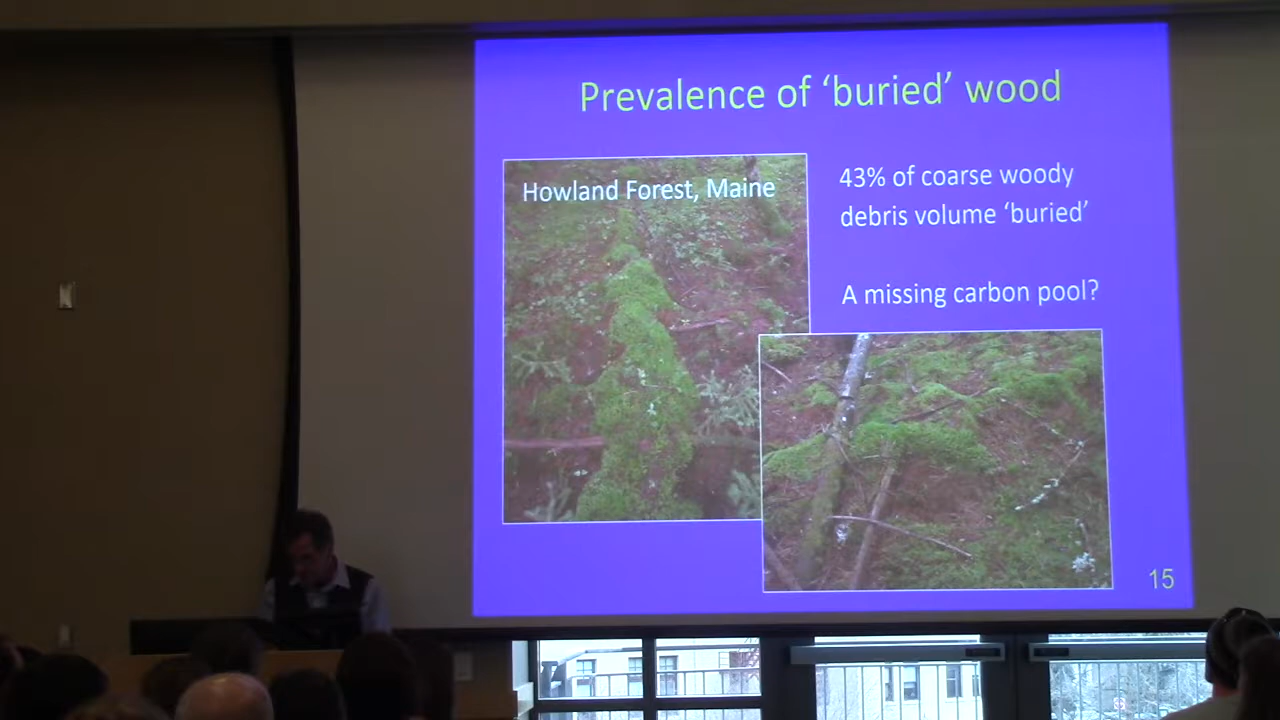 Prevalence of ‘buried’ wood
Howland Forest, Maine
43% of coarse woody
debris volume ‘buried’
A missing carbon pool?
15